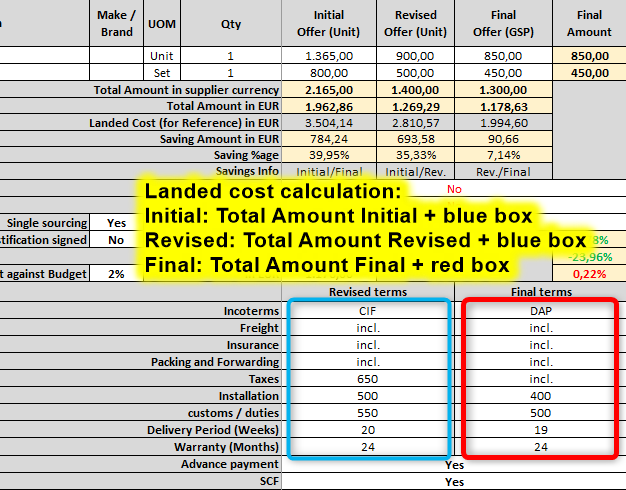 Make / Brand UOM Qty Initial Offer (Unit) Revised Offer (Unit) Final Offer (GSP) Final Amount
Unit 1 1.365,00 900,00 850,00 850,00
Set 1 800,00 500,00 450,00 450,00
Total Amount in supplier currency 2.165,00 1.400,00 1.300,00
Total Amount in EUR 1.962,86 1.269,29 1.178,63
Landed Cost (for Reference) in EUR 3.504,14 2.810,57 1.994,60
Saving Amount in EUR 784,24 693,58 90,66
Saving %age 39,95% 35,33% 7,14%
Savings Info Initial/Final Initial/Rev. Rev./Final
No
Landed cost calculation:
Initial: Total Amount Initial + blue box
Single sourcing Yes
Revised: Total Amount Revised + blue box
tification signed No 8%
Final: Total Amount Final + red box
-23,96%
t against Budget 2% 0,22%
Revised terms Final terms
Incoterms CIF DAP
Freight incl. incl.
Insurance incl. incl.
Packing and Forwarding incl. incl.
Taxes 650 incl.
Installation 500 400
customs / duties 550 500
Delivery Period (Weeks) 20 19
Warranty (Months) 24 24
Advance payment Yes
SCF Yes